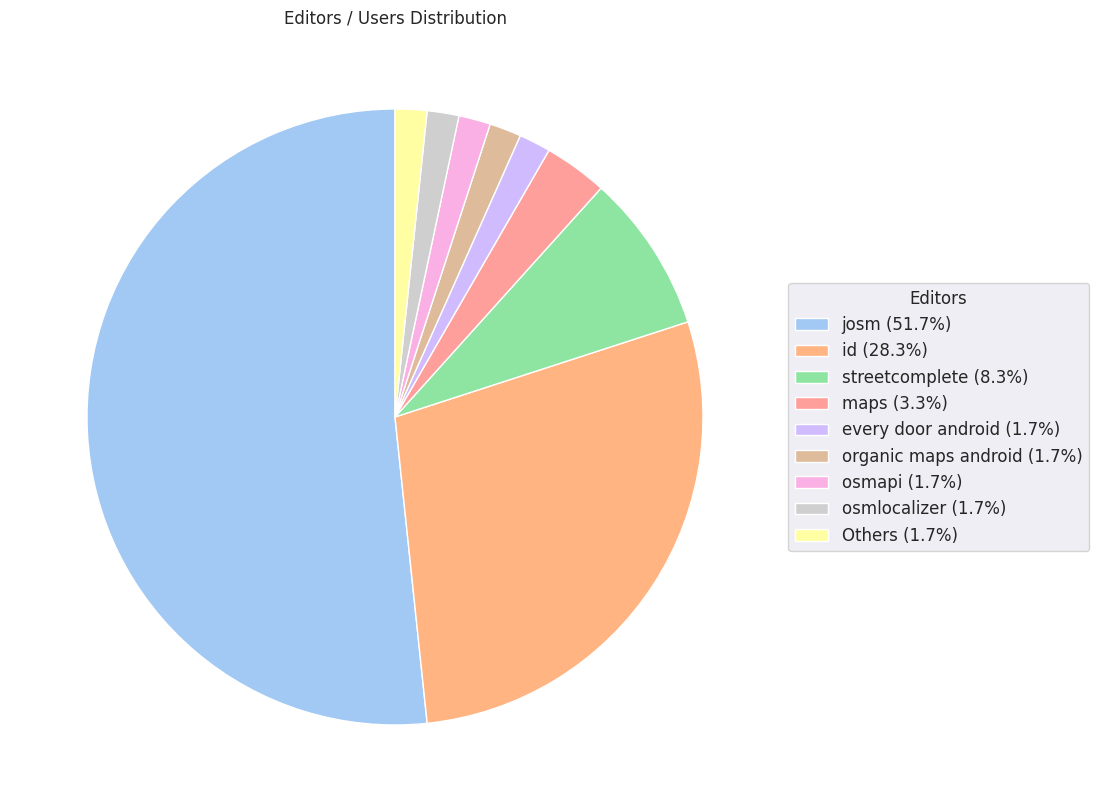 Editors / Users Distribution
Editors
josm (51.7%)
id (28.3%)
streetcomplete (8.3%)
maps (3.3%)
every door android (1.7%)
organic maps android (1.7%)
osmapi (1.7%)
osmlocalizer (1.7%)
Others (1.7%)